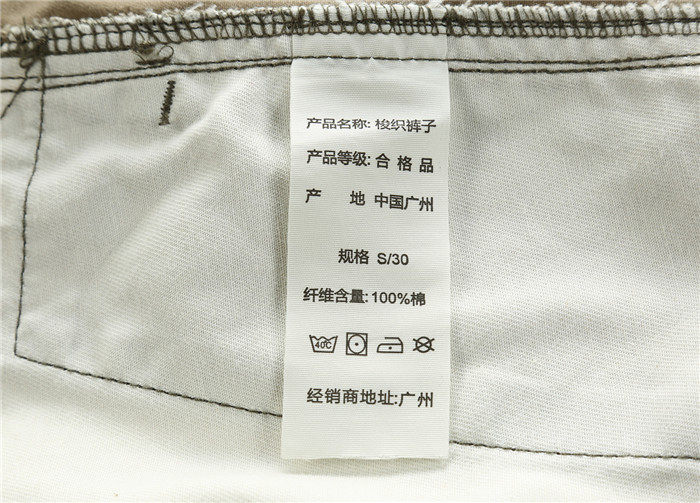 产品名称: 梭织裤子
产品等级: 合格品
产 地 中国广州
规格 S/30
纤维含量: 100%棉
40C
经销商地址: 广州